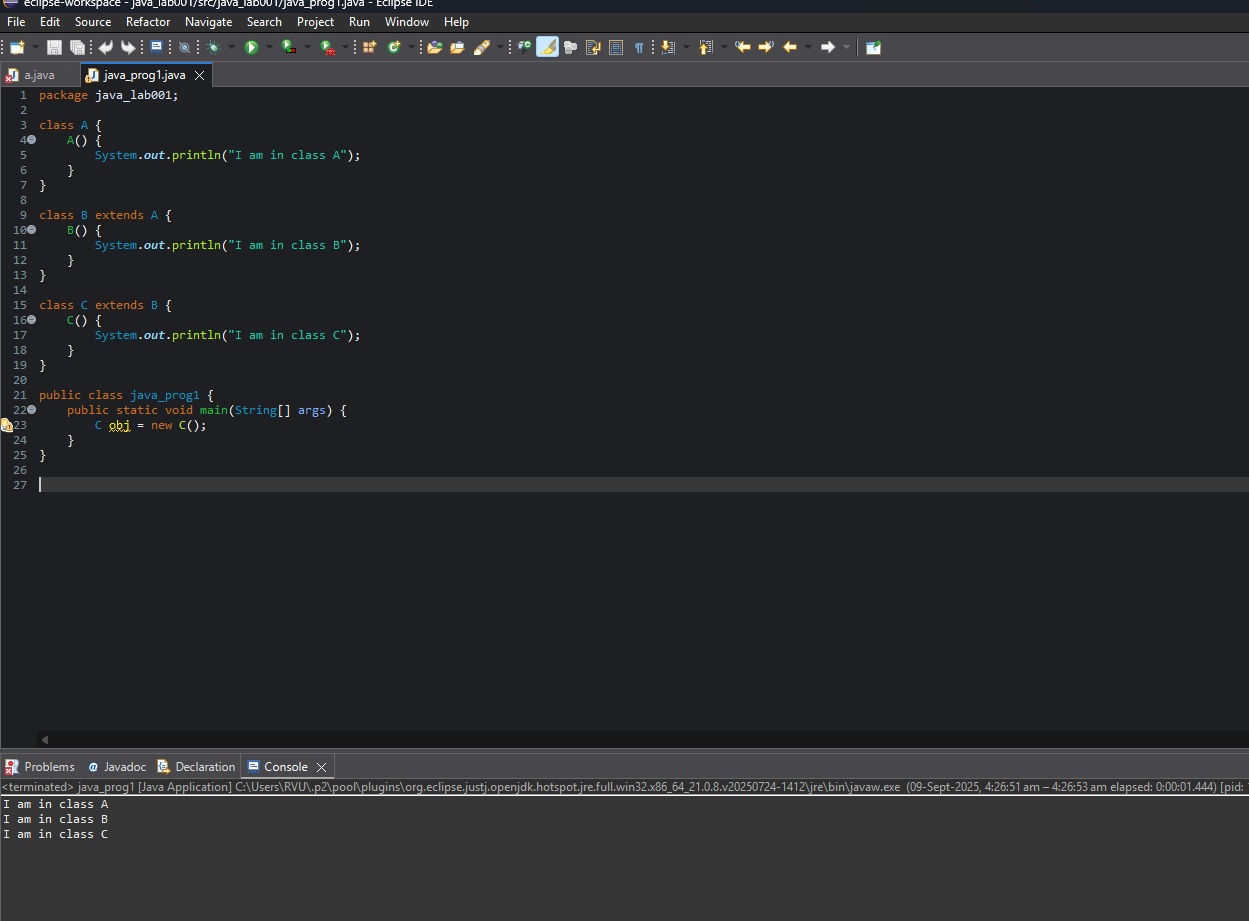 eclipse-workspace - java_lab001/src/java_lab001/java_prog1.java - Eclipse IDE
File Edit Source Refactor Navigate Search Project Run Window Help
a.java java_prog1.java
1 package java_lab001;
2
3 class A {
4 A() {
5 System.out.println("I am in class A");
6 }
7 }
8
9 class B extends A {
10 B() {
11 System.out.println("I am in class B");
12 }
13 }
14
15 class C extends B {
16 C() {
17 System.out.println("I am in class C");
18 }
19 }
20
21 public class java_prog1 {
22 public static void main(String[] args) {
23 C obj = new C();
24 }
25 }
26
27
Problems Javadoc Declaration Console
<terminated> java_prog1 [Java Application] C:\Users\RVU\.p2\pool\plugins\org.eclipse.justj.openjdk.hotspot.jre.full.win32.x86_64_21.0.8.v20250724-1412\jre\bin\javaw.exe (09-Sept-2025, 4:26:51 am – 4:26:53 am elapsed: 0:00:01.444) [pid:
I am in class A
I am in class B
I am in class C